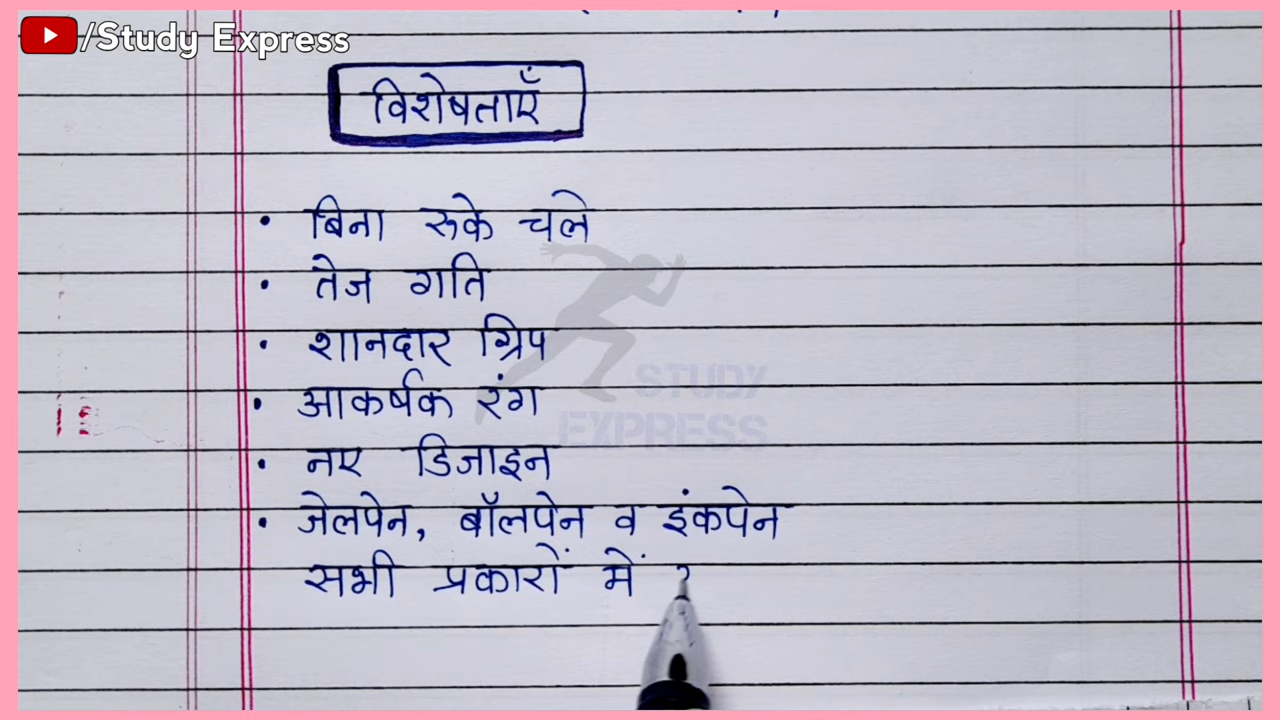 /Study Express
विशेषताएँ
• बिना रुके चले
• तेज गति
• शानदार ग्रिप
• आकर्षक रंग
• नए डिजाइन
• जेलपेन, बॉलपेन व इंकपेन
सभी प्रकारों में
STUDY
EXPRESS